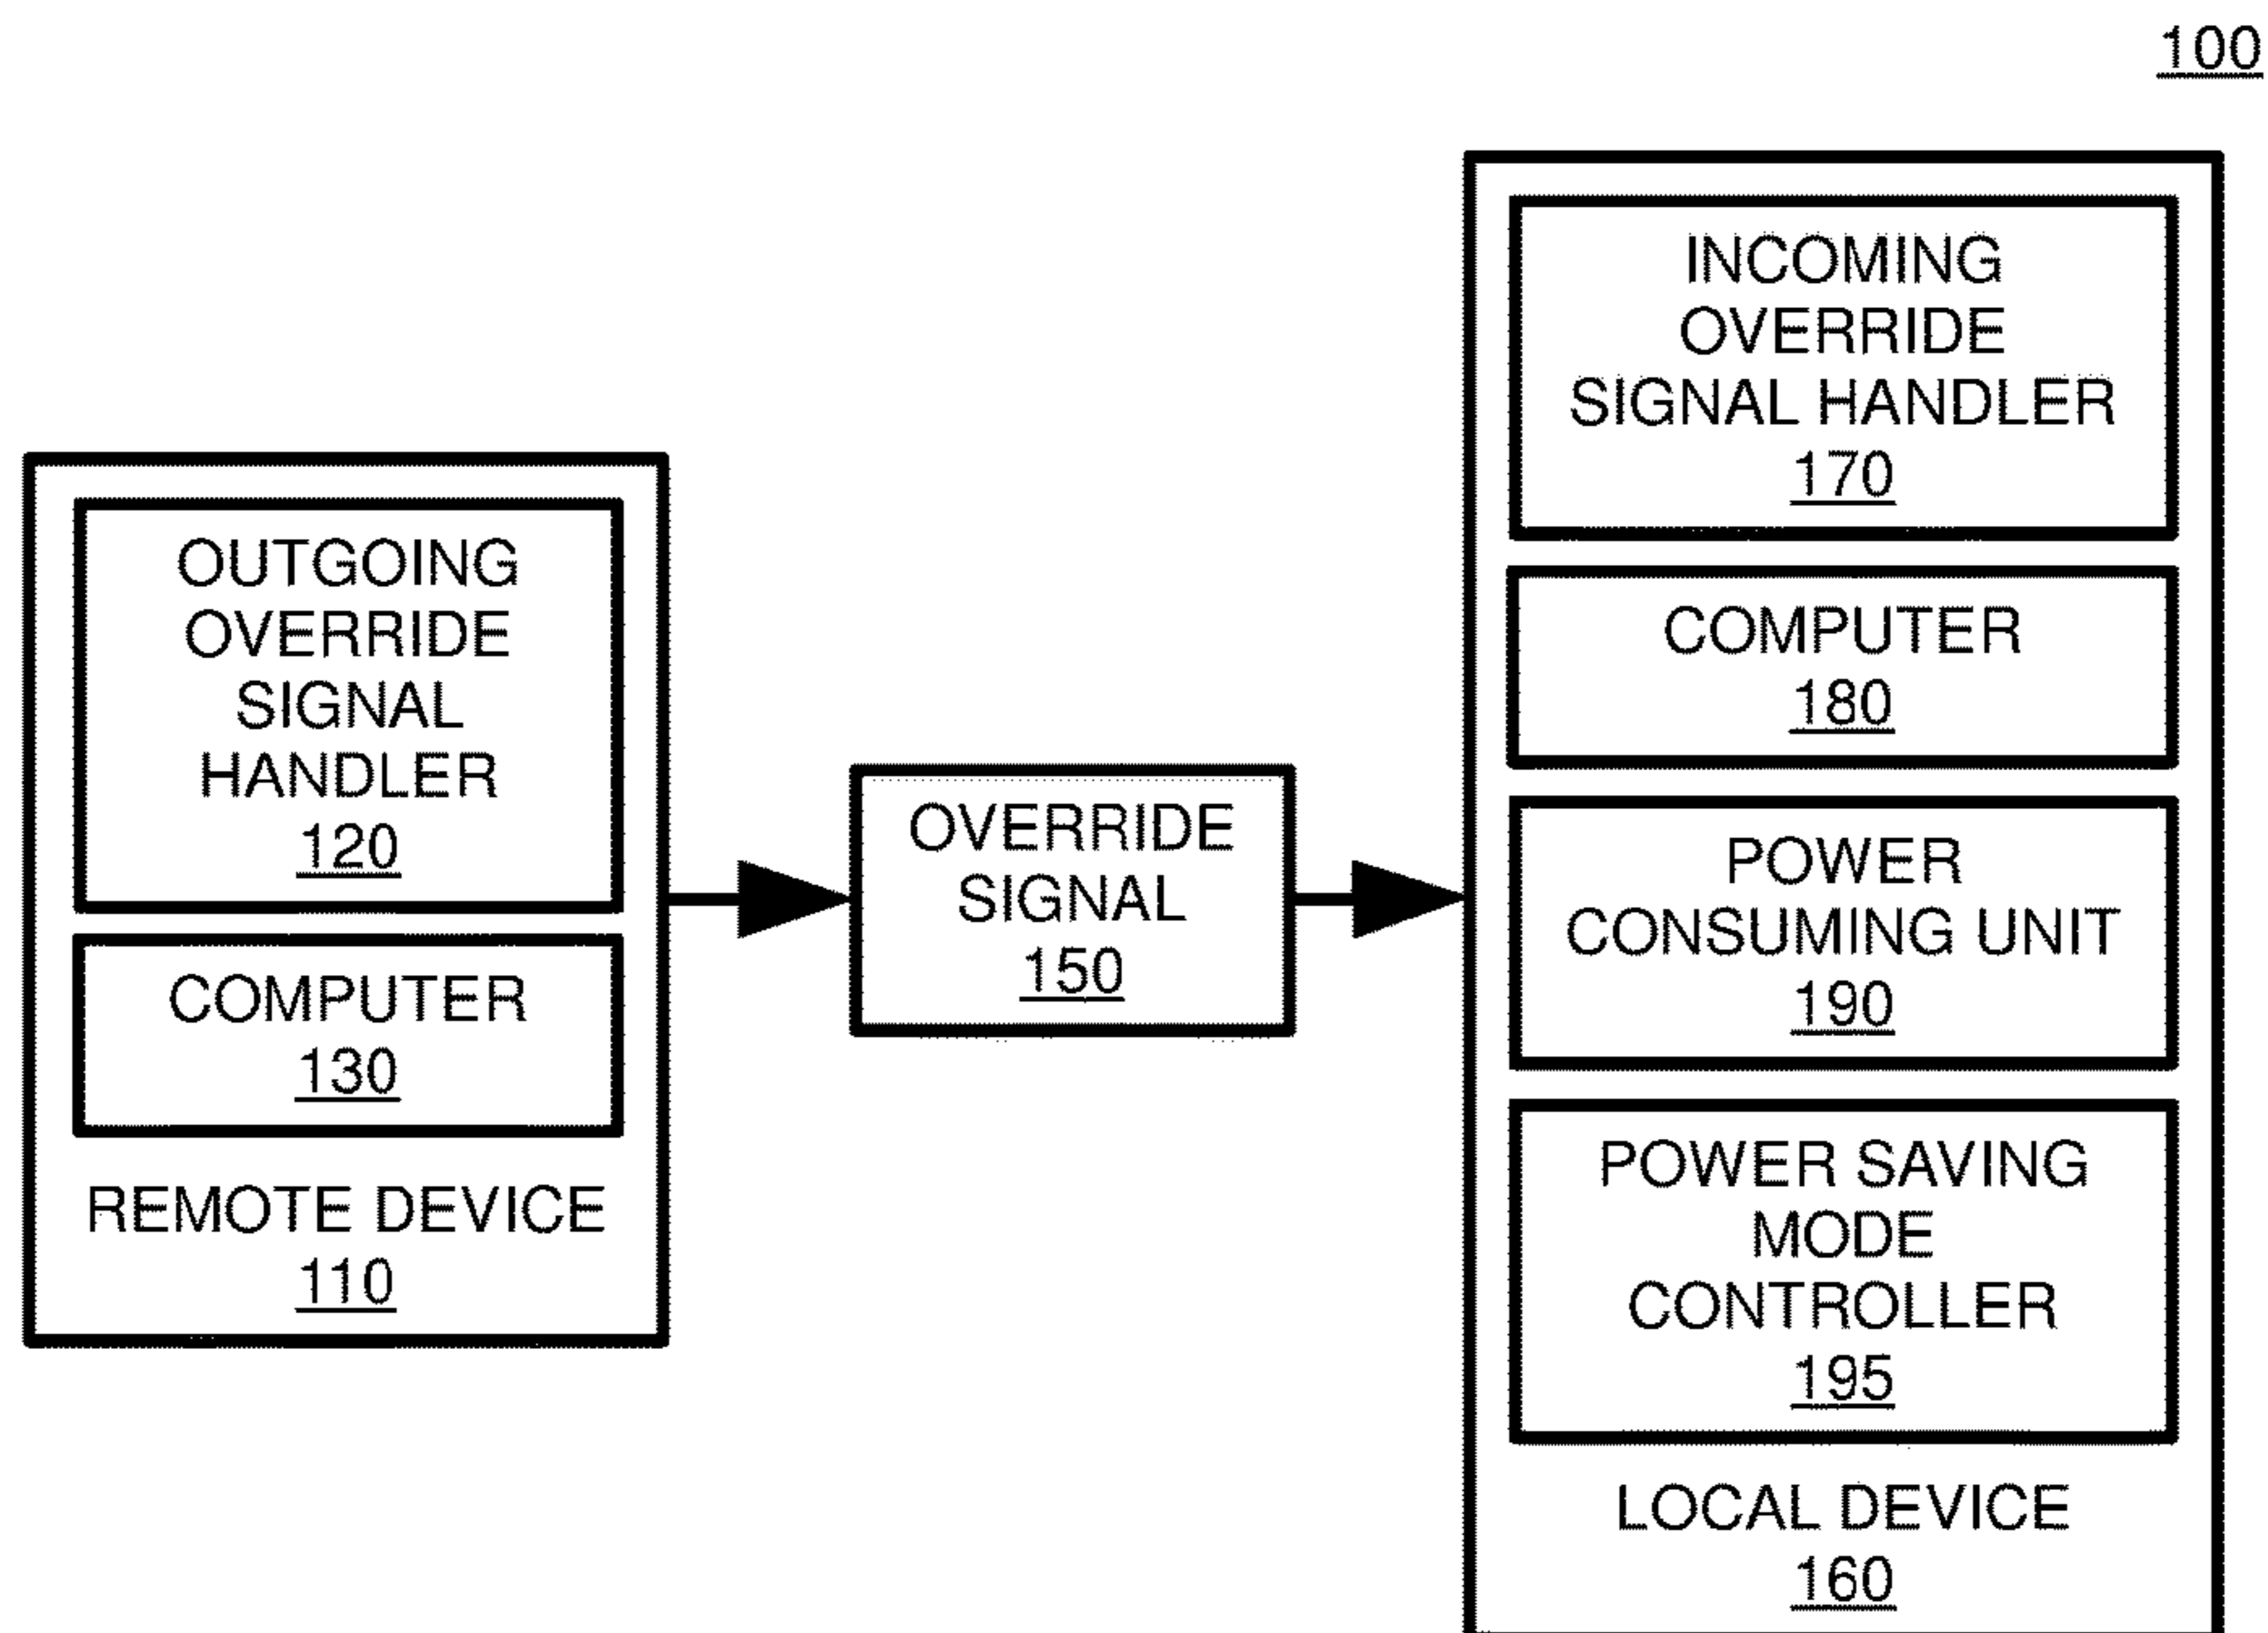 100
OUTGOING
OVERRIDE
SIGNAL
HANDLER
120
COMPUTER
130
REMOTE DEVICE
110
OVERRIDE
SIGNAL
150
INCOMING
OVERRIDE
SIGNAL HANDLER
170
COMPUTER
180
POWER
CONSUMING UNIT
190
POWER SAVING
MODE
CONTROLLER
195
LOCAL DEVICE
160